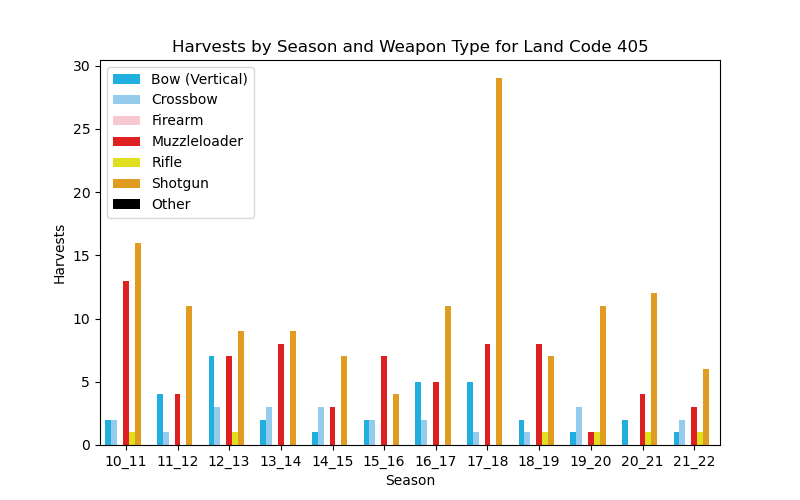 Harvests by Season and Weapon Type for Land Code 405
30
25
20
15
10
5
0
Harvests
Bow (Vertical)
Crossbow
Firearm
Muzzleloader
Rifle
Shotgun
Other
10_11 11_12 12_13 13_14 14_15 15_16 16_17 17_18 18_19 19_20 20_21 21_22
Season